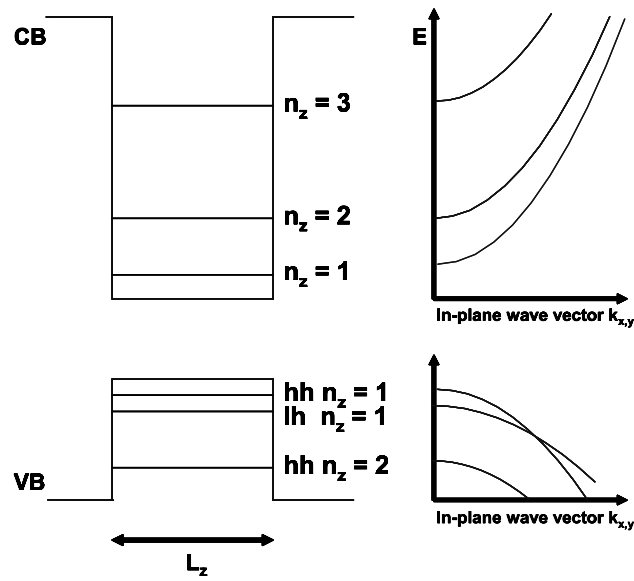 CB
n_z = 3
n_z = 2
n_z = 1
E
In-plane wave vector k_x,y
VB
hh n_z = 1
lh n_z = 1
hh n_z = 2
L_z
In-plane wave vector k_x,y